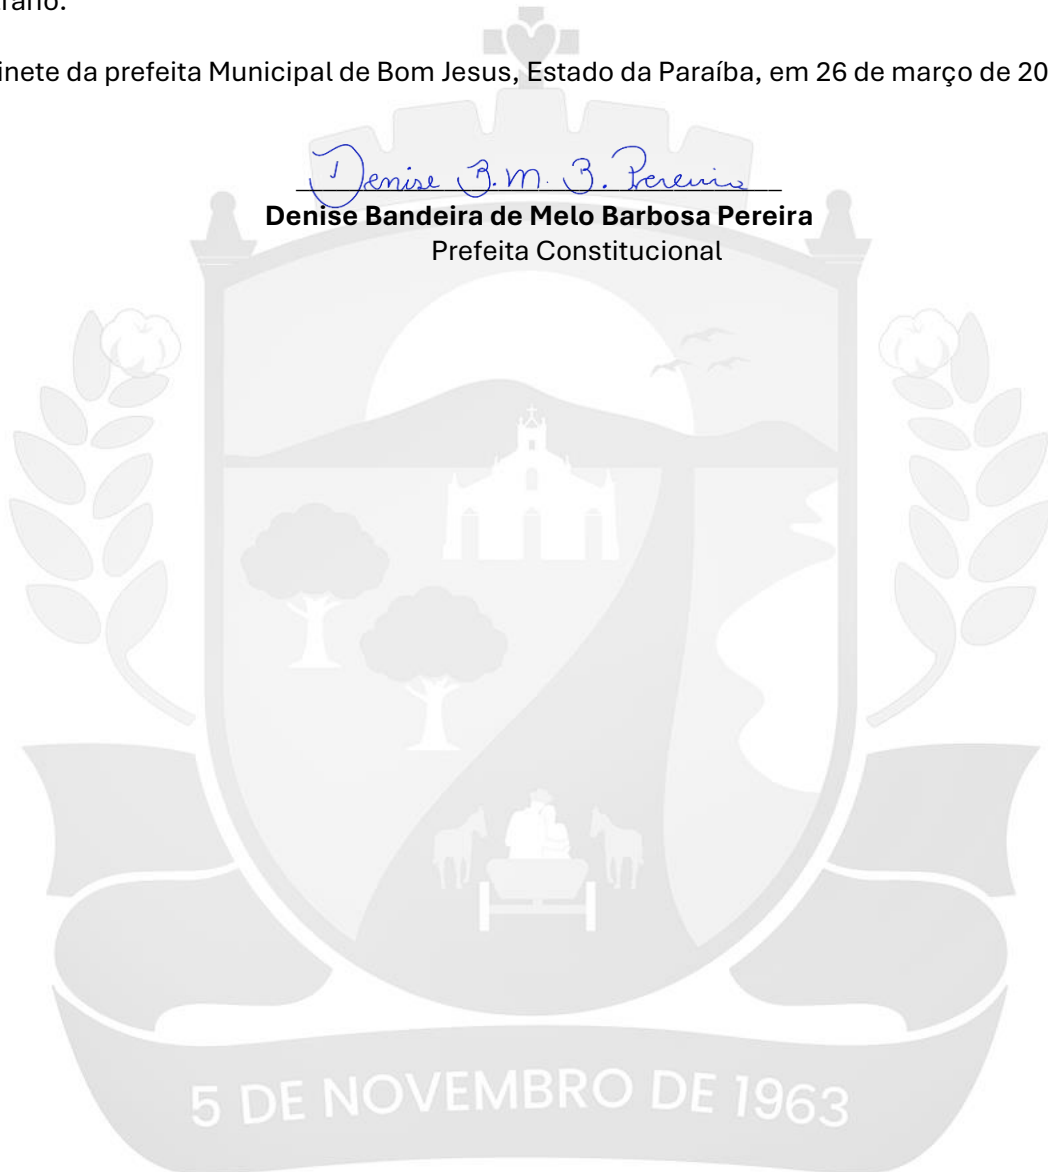 inete da prefeita Municipal de Bom Jesus, Estado da Paraíba, em 26 de março de 20
Denise B. M. B. Pereira
Denise Bandeira de Melo Barbosa Pereira
Prefeita Constitucional
5 DE NOVEMBRO DE 1963